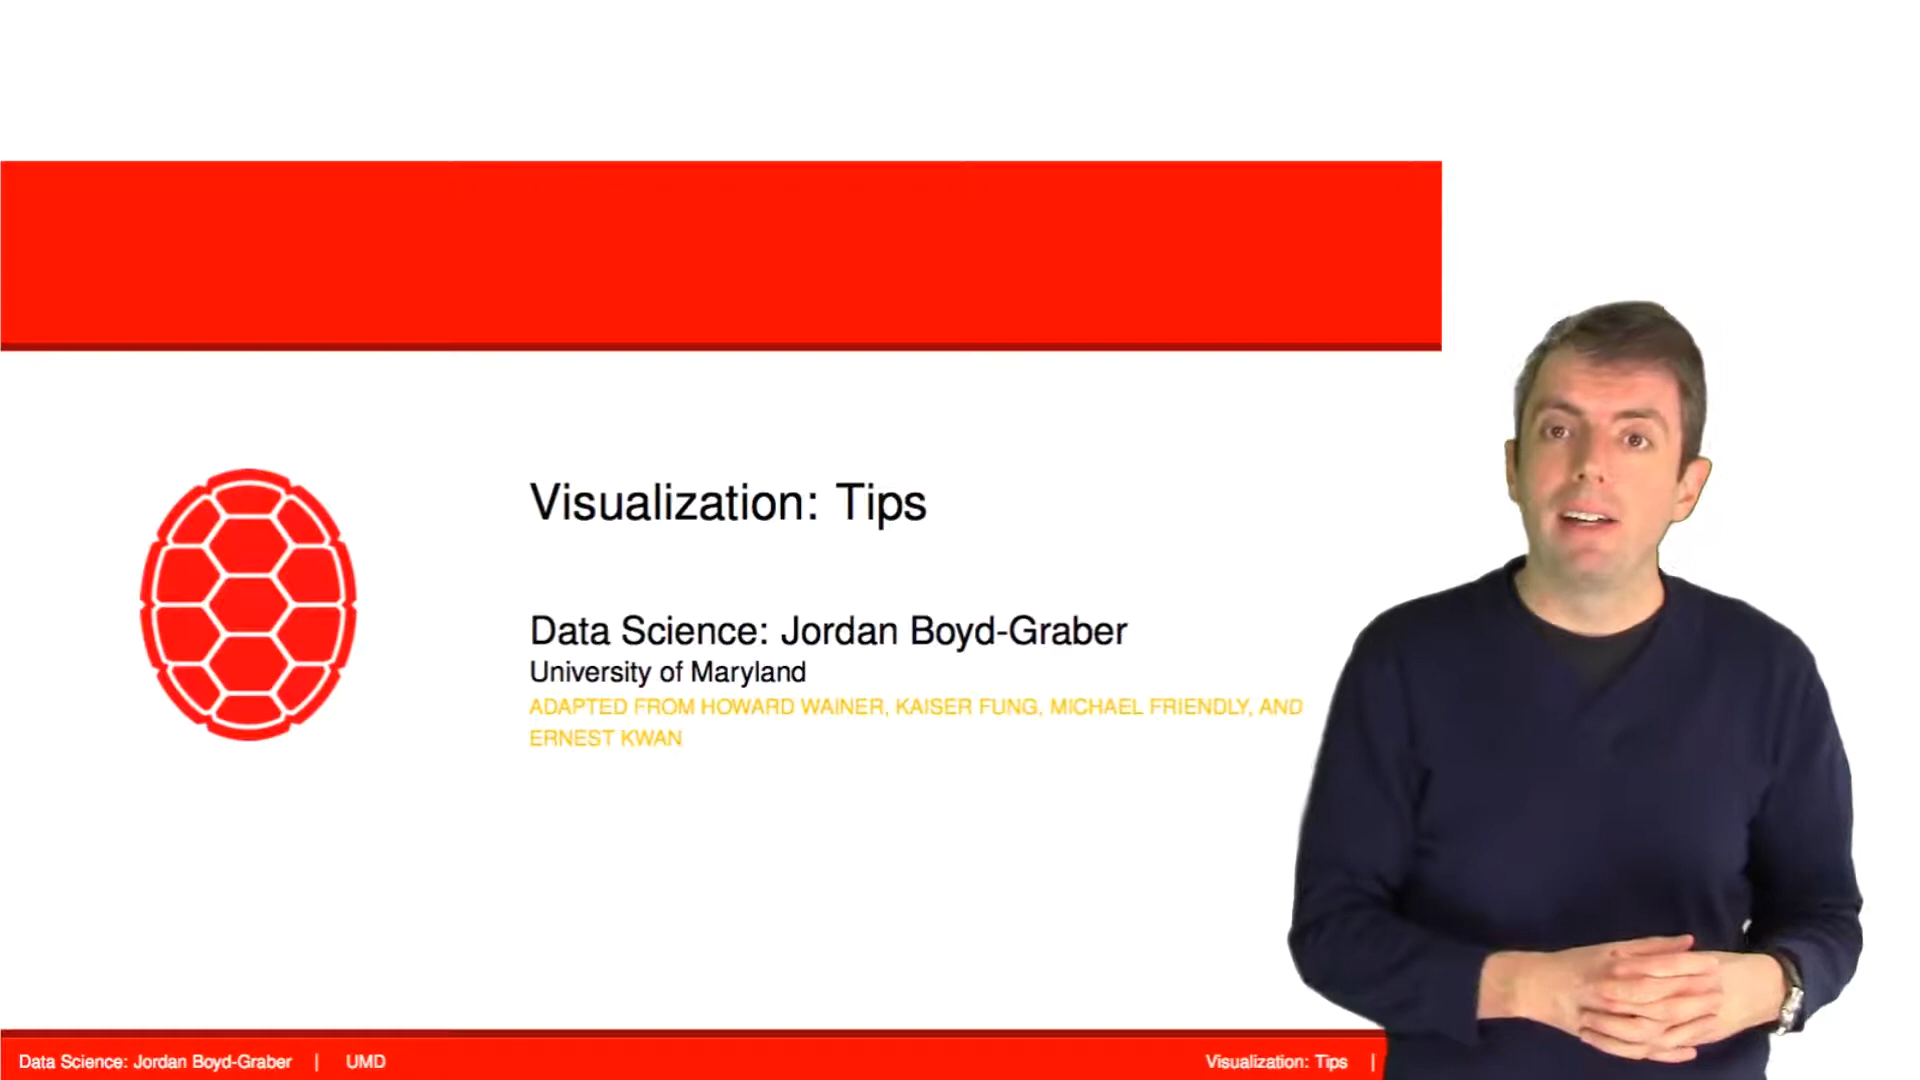 Visualization: Tips
Data Science: Jordan Boyd-Graber
University of Maryland
ADAPTED FROM HOWARD WAINER, KAISER FUNG, MICHAEL FRIENDLY, AND
ERNEST KWAN
Data Science: Jordan Boyd-Graber | UMD
Visualization: Tips |